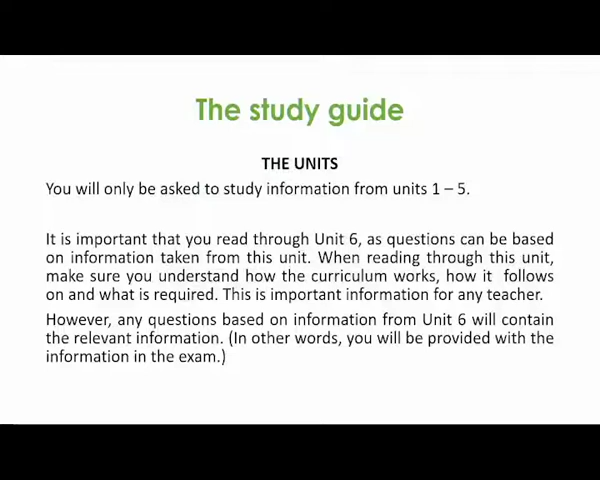 The study guide
THE UNITS
You will only be asked to study information from units 1 – 5.
It is important that you read through Unit 6, as questions can be based
on information taken from this unit. When reading through this unit,
make sure you understand how the curriculum works, how it follows
on and what is required. This is important information for any teacher.
However, any questions based on information from Unit 6 will contain
the relevant information. (In other words, you will be provided with the
information in the exam.)